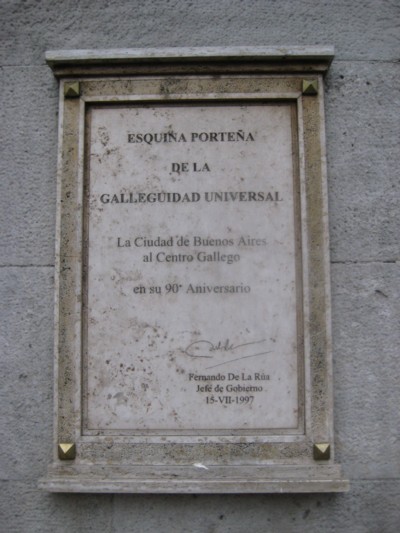 ESQUINA PORTEÑA
DE LA
GALLEGUIDAD UNIVERSAL
La Ciudad de Buenos Aires
al Centro Gallego
en su 90° Aniversario
Fernando De La Rúa
Jefe de Gobierno
15-VII-1997